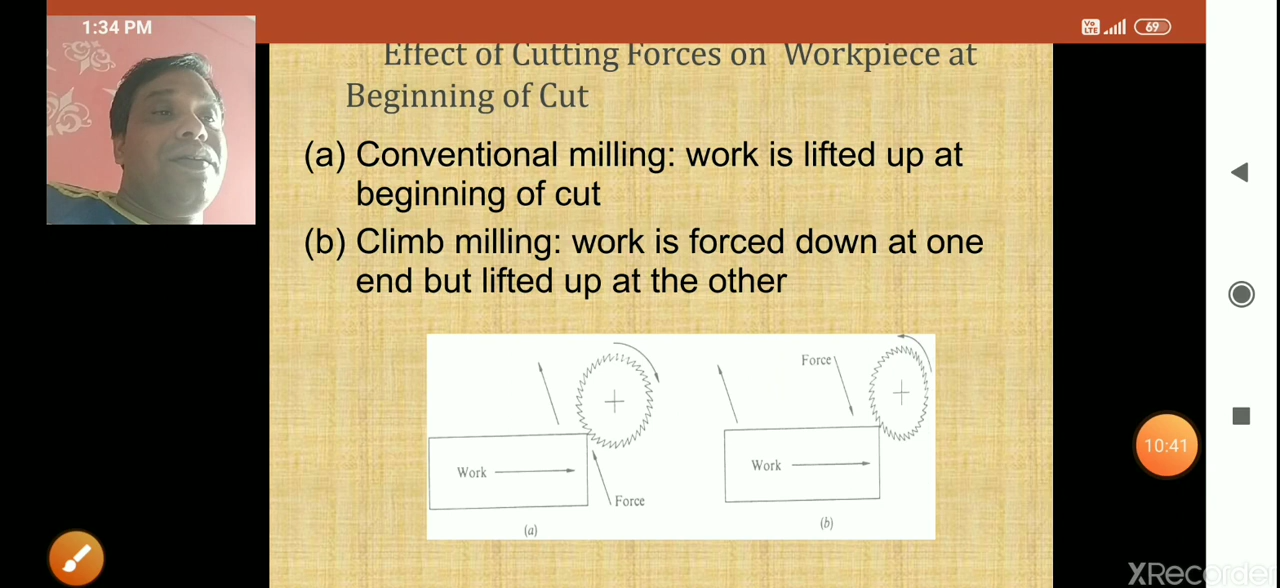 1:34 PM
Vo LTE 69
Effect of Cutting Forces on Workpiece at
Beginning of Cut
(a) Conventional milling: work is lifted up at
beginning of cut
(b) Climb milling: work is forced down at one
end but lifted up at the other
Force
Work
Work
Force
(a)
(b)
10:41
XRecorder